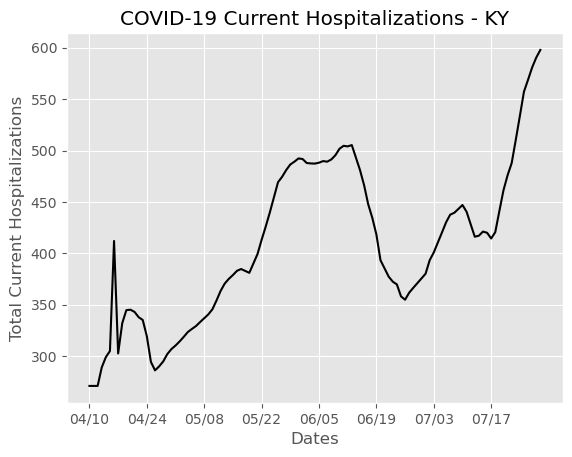 COVID-19 Current Hospitalizations - KY
Total Current Hospitalizations
600
550
500
450
400
350
300
04/10 04/24 05/08 05/22 06/05 06/19 07/03 07/17
Dates